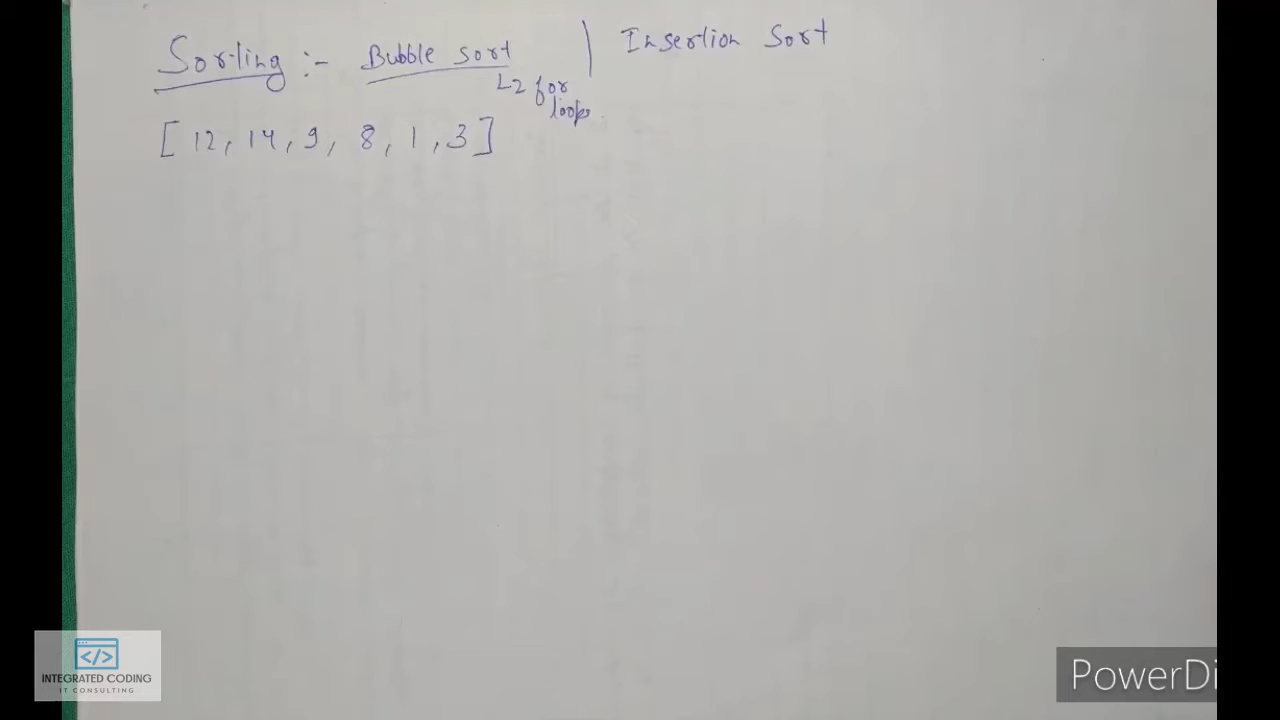 Sorting :- Bubble sort | Insertion Sort
L2 for
loops.
[12, 14, 9, 8, 1, 3]
</>
INTEGRATED CODING
IT CONSULTING
PowerDi